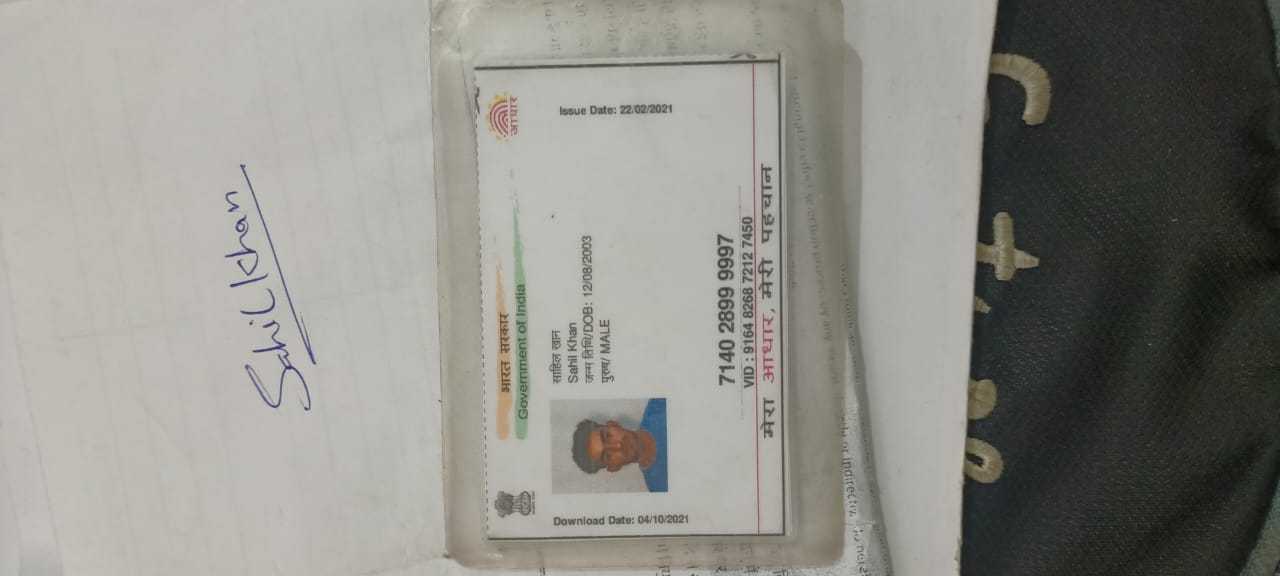 Sahil Khan
भारत सरकार
Government of India
आधार
Issue Date: 22/02/2021
Download Date: 04/10/2021
साहिल खान
Sahil Khan
जन्म तिथि/DOB: 12/08/2003
पुरुष/ MALE
7140 2899 9997
VID : 9164 8268 7212 7450
मेरा आधार, मेरी पहचान